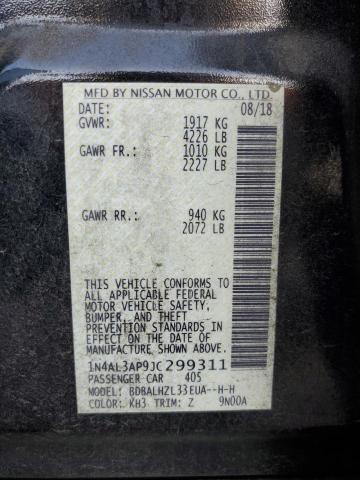 MFD BY NISSAN MOTOR CO., LTD.
DATE: 08/18
GVWR: 1917 KG
4226 LB
GAWR FR.: 1010 KG
2227 LB
GAWR RR.: 940 KG
2072 LB
THIS VEHICLE CONFORMS TO
ALL APPLICABLE FEDERAL
MOTOR VEHICLE SAFETY,
BUMPER, AND THEFT
PREVENTION STANDARDS IN
EFFECT ON THE DATE OF
MANUFACTURE SHOWN ABOVE.
1N4AL3AP9JC299311
PASSENGER CAR 405
MODEL: BDBALHZL33EUA--H-H
COLOR: KH3 TRIM: Z 9N00A